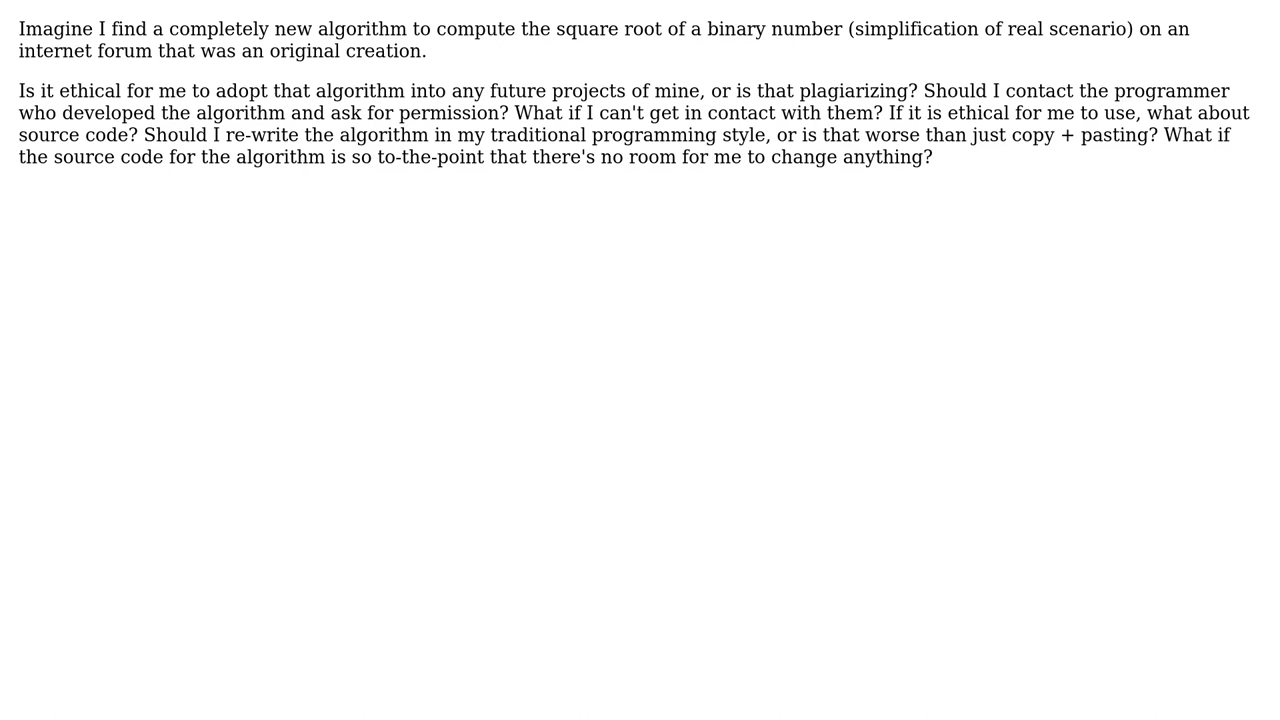 Imagine I find a completely new algorithm to compute the square root of a binary number (simplification of real scenario) on an
internet forum that was an original creation.
Is it ethical for me to adopt that algorithm into any future projects of mine, or is that plagiarizing? Should I contact the programmer
who developed the algorithm and ask for permission? What if I can't get in contact with them? If it is ethical for me to use, what about
source code? Should I re-write the algorithm in my traditional programming style, or is that worse than just copy + pasting? What if
the source code for the algorithm is so to-the-point that there's no room for me to change anything?